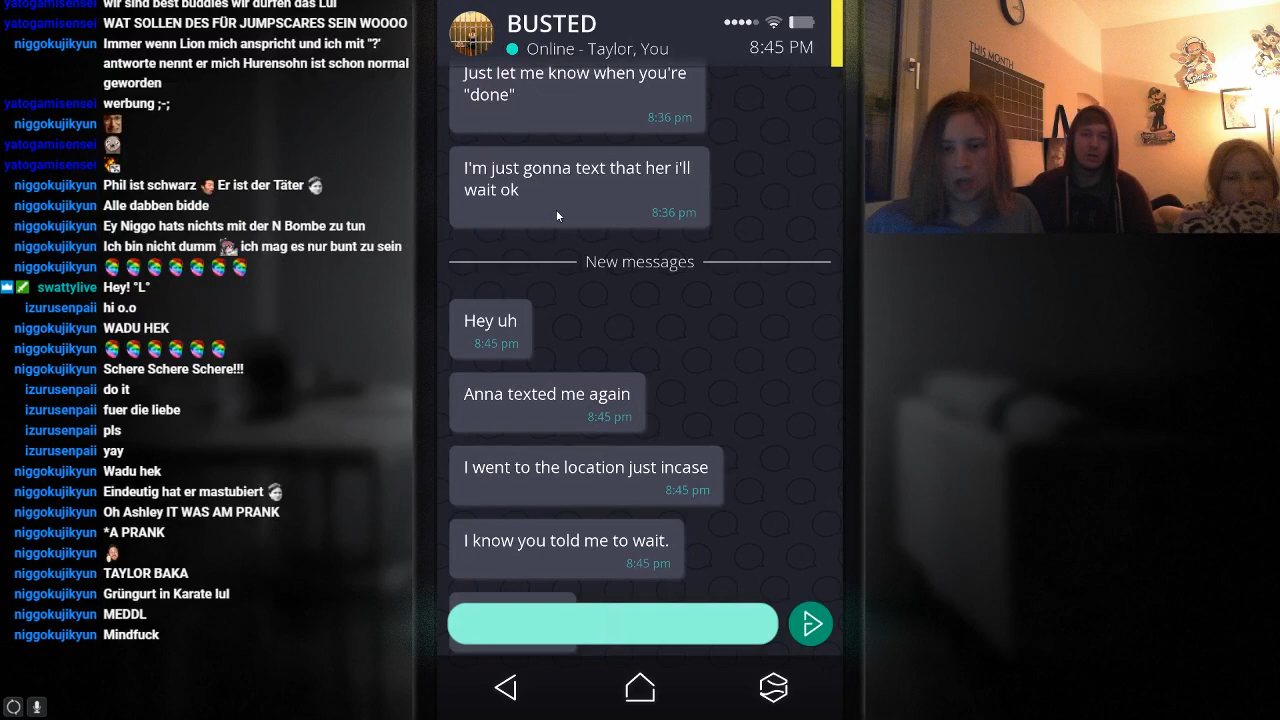 wir sind best buddies wir dürfen das Lul
yatogamisensei WAT SOLLEN DES FÜR JUMPSCARES SEIN WOOOO
niggokujikyun Immer wenn Lion mich anspricht und ich mit "?"
antworte nennt er mich Hurensohn ist schon normal
geworden
yatogamisensei werbung ;-;
niggokujikyun
yatogamisensei
yatogamisensei
niggokujikyun Phil ist schwarz Er ist der Täter
niggokujikyun Alle dabben bidde
niggokujikyun Ey Niggo hats nichts mit der N Bombe zu tun
niggokujikyun Ich bin nicht dumm ich mag es nur bunt zu sein
niggokujikyun
swattylive Hey! °L°
izurusenpaii hi o.o
niggokujikyun WADU HEK
niggokujikyun
niggokujikyun Schere Schere Schere!!!
izurusenpaii do it
izurusenpaii fuer die liebe
izurusenpaii pls
izurusenpaii yay
niggokujikyun Wadu hek
niggokujikyun Eindeutig hat er mastubiert
niggokujikyun Oh Ashley IT WAS AM PRANK
niggokujikyun *A PRANK
niggokujikyun
niggokujikyun TAYLOR BAKA
niggokujikyun Grüngurt in Karate lul
niggokujikyun MEDDL
niggokujikyun Mindfuck
BUSTED
Online - Taylor, You
8:45 PM
Just let me know when you're
"done"
8:36 pm
I'm just gonna text that her i'll
wait ok
8:36 pm
New messages
Hey uh
8:45 pm
Anna texted me again
8:45 pm
I went to the location just incase
8:45 pm
I know you told me to wait.
8:45 pm
THIS MONTH